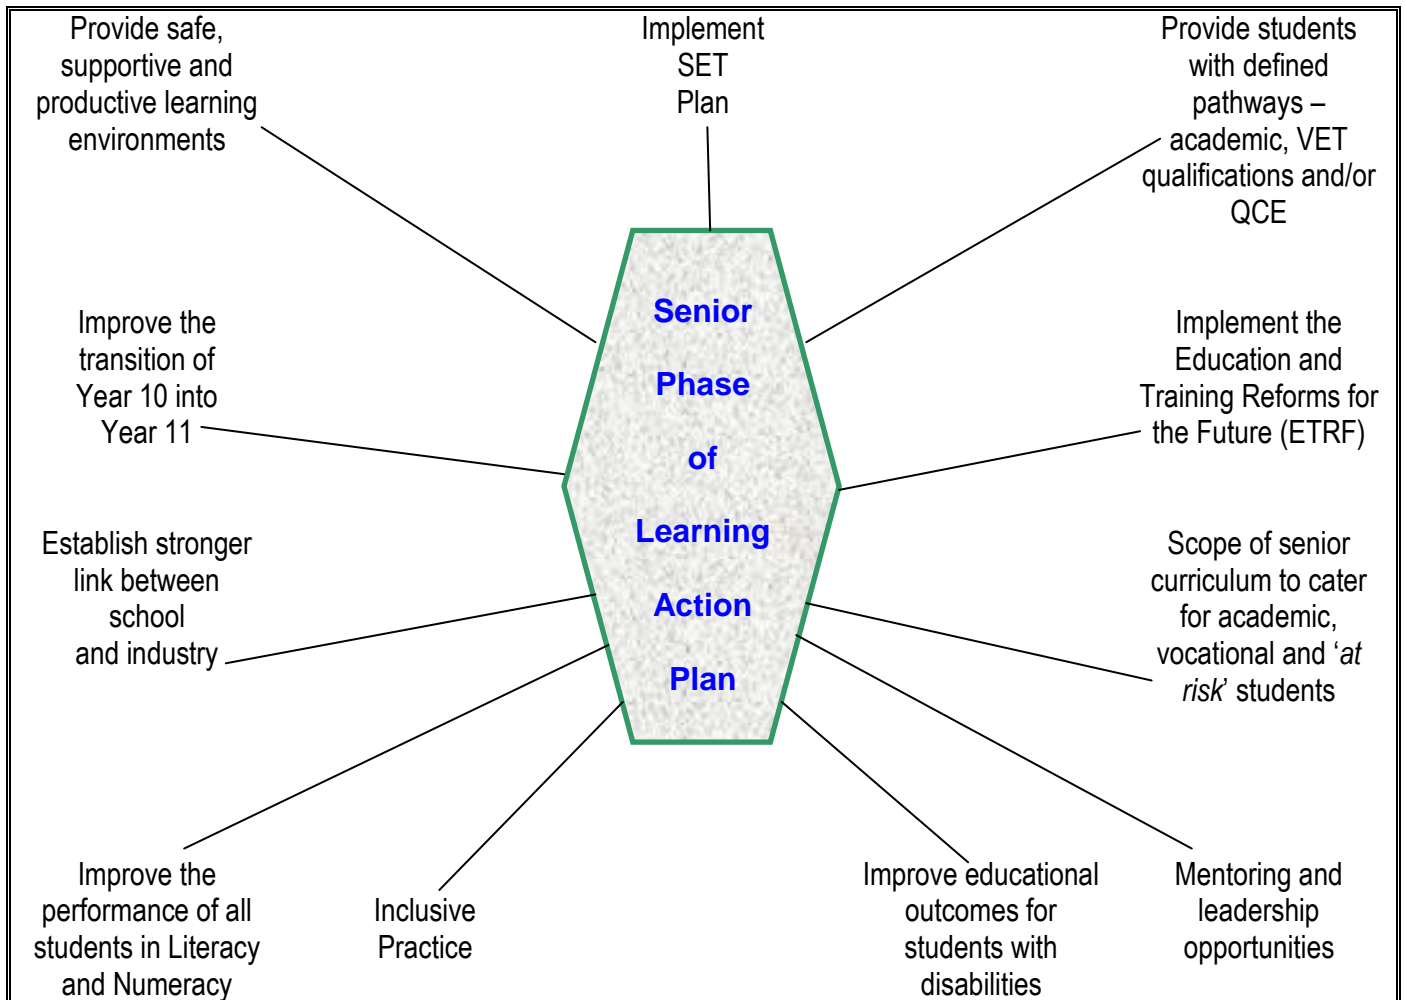 Provide safe,
supportive and
productive learning
environments
Implement
SET
Plan
Provide students
with defined
pathways –
academic, VET
qualifications and/or
QCE
Improve the
transition of
Year 10 into
Year 11
Senior
Phase
of
Learning
Action
Plan
Implement the
Education and
Training Reforms for
the Future (ETRF)
Establish stronger
link between
school
and industry
Scope of senior
curriculum to cater
for academic,
vocational and ‘at
risk’ students
Improve the
performance of all
students in Literacy
and Numeracy
Inclusive
Practice
Improve educational
outcomes for
students with
disabilities
Mentoring and
leadership
opportunities